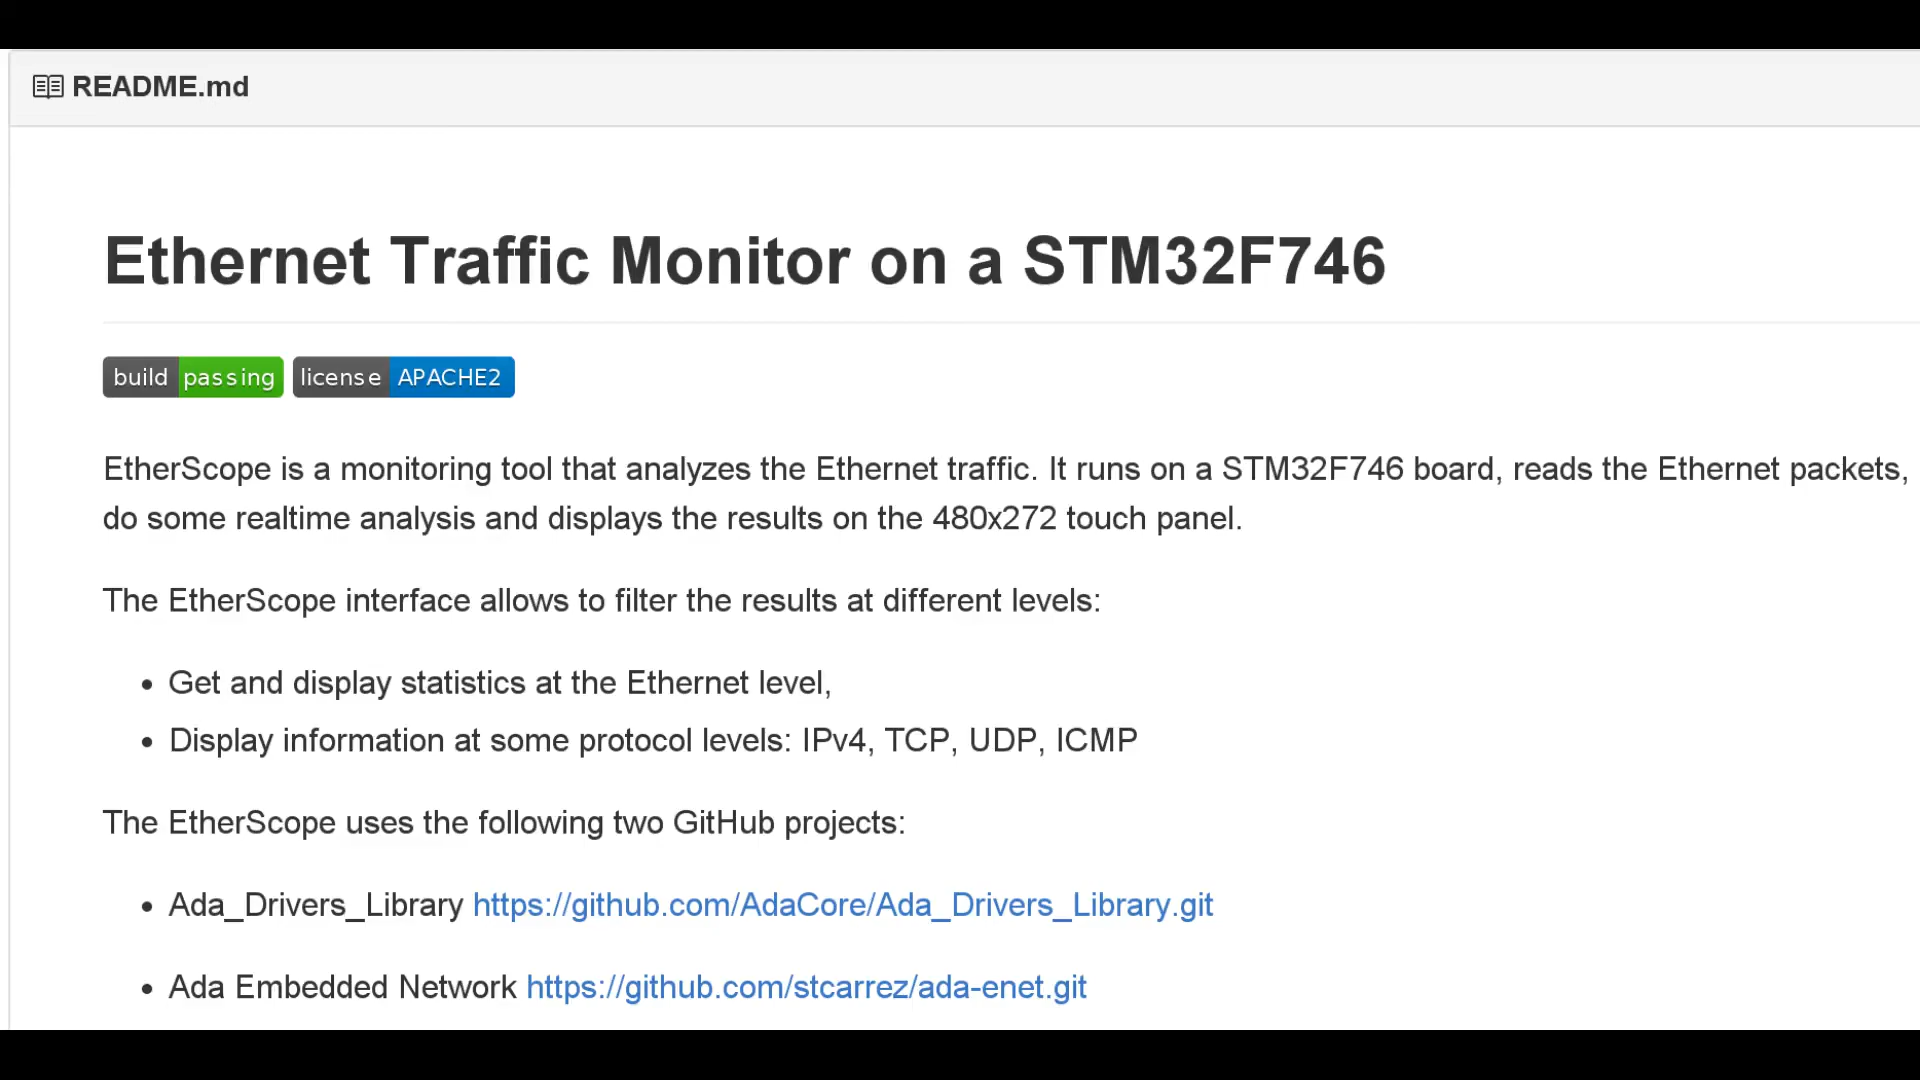 README.md
Ethernet Traffic Monitor on a STM32F746
build passing license APACHE2
EtherScope is a monitoring tool that analyzes the Ethernet traffic. It runs on a STM32F746 board, reads the Ethernet packets,
do some realtime analysis and displays the results on the 480x272 touch panel.
The EtherScope interface allows to filter the results at different levels:
• Get and display statistics at the Ethernet level,
• Display information at some protocol levels: IPv4, TCP, UDP, ICMP
The EtherScope uses the following two GitHub projects:
• Ada_Drivers_Library https://github.com/AdaCore/Ada_Drivers_Library.git
• Ada Embedded Network https://github.com/stcarrez/ada-enet.git